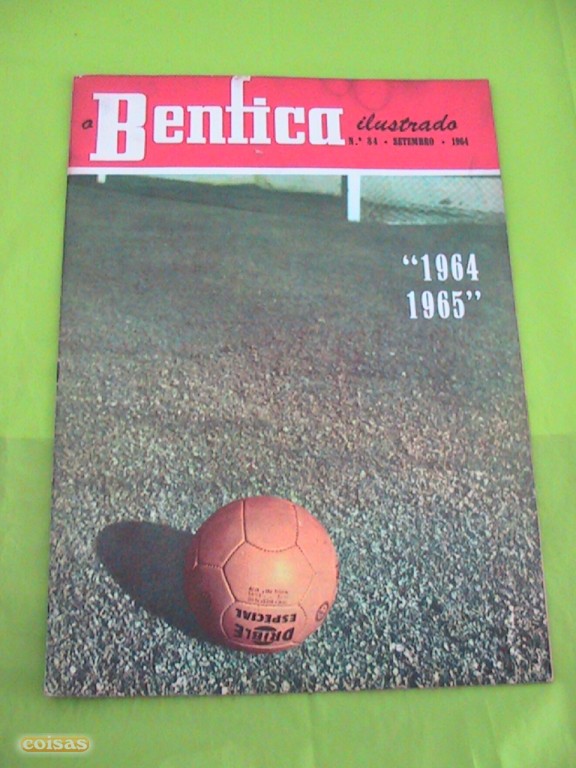 o Benfica ilustrado
N.º 84 • SETEMBRO • 1964
"1964
1965"
DRIBLE
ESPECIAL
coisas